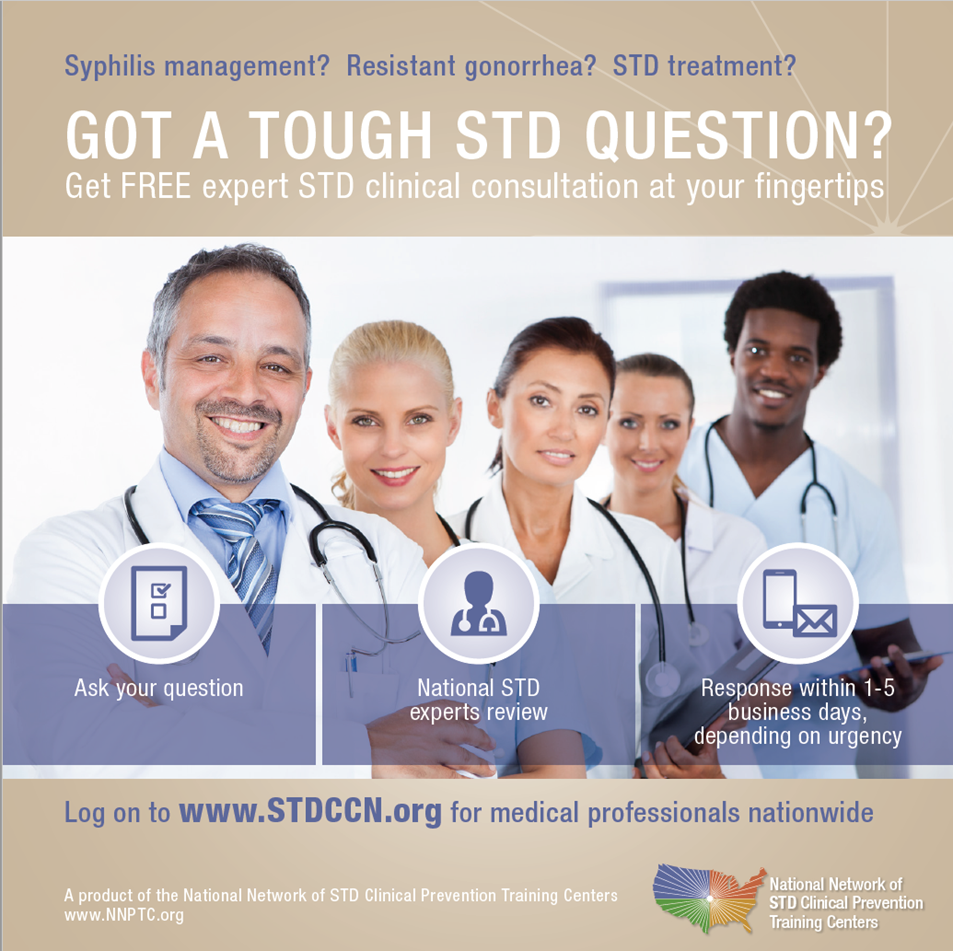 Syphilis management? Resistant gonorrhea? STD treatment?
GOT A TOUGH STD QUESTION?
Get FREE expert STD clinical consultation at your fingertips
Ask your question
National STD
experts review
Response within 1-5
business days,
depending on urgency
Log on to www.STDCCN.org for medical professionals nationwide
A product of the National Network of STD Clinical Prevention Training Centers
www.NNPTC.org
National Network of
STD Clinical Prevention
Training Centers